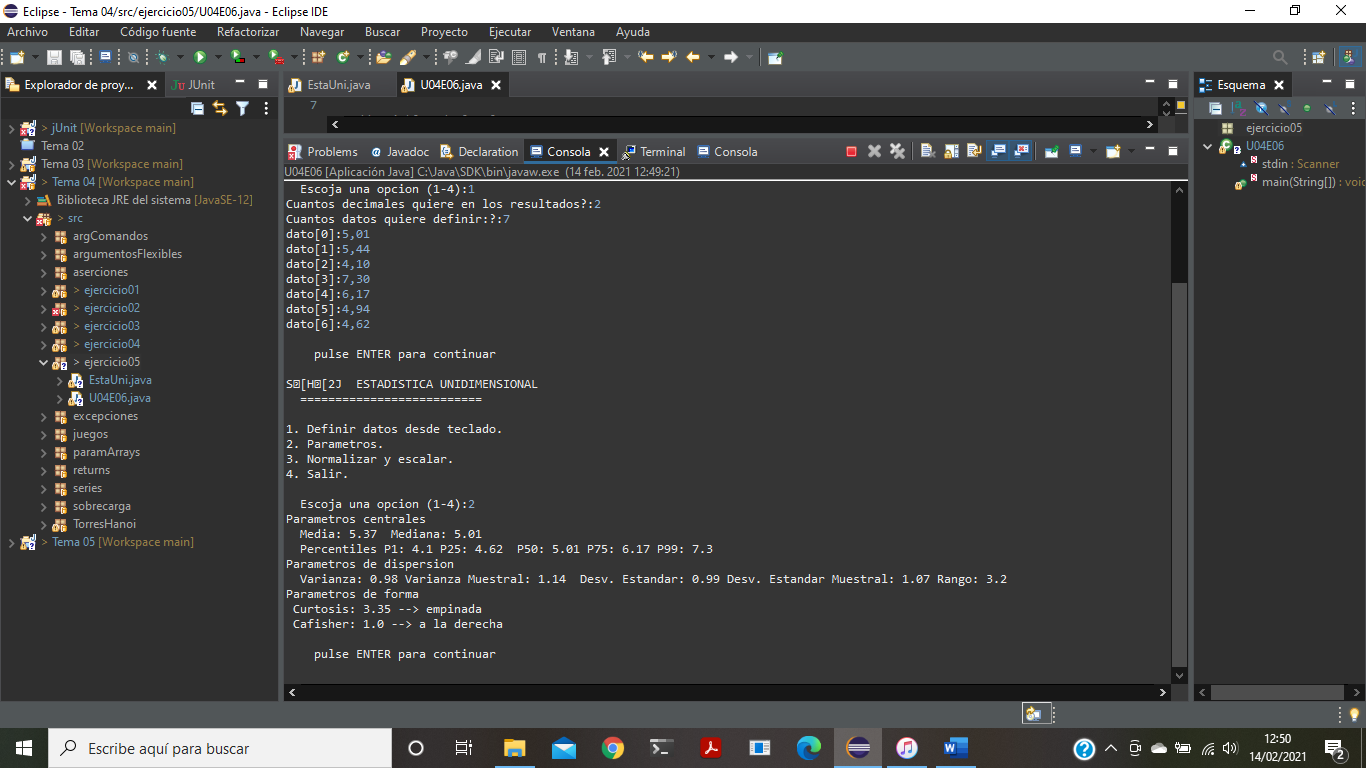 Eclipse - Tema 04/src/ejercicio05/U04E06.java - Eclipse IDE
Archivo Editar Código fuente Refactorizar Navegar Buscar Proyecto Ejecutar Ventana Ayuda
Explorador de proy... JUnit
> jUnit [Workspace main]
Tema 02
Tema 03 [Workspace main]
> Tema 04 [Workspace main]
Biblioteca JRE del sistema [JavaSE-12]
> src
argComandos
argumentosFlexibles
aserciones
> ejercicio01
> ejercicio02
> ejercicio03
> ejercicio04
> ejercicio05
EstaUni.java
U04E06.java
excepciones
juegos
paramArrays
returns
series
sobrecarga
TorresHanoi
> Tema 05 [Workspace main]
EstaUni.java U04E06.java
7
Problems Javadoc Declaration Consola Terminal Consola
U04E06 [Aplicación Java] C:\Java\SDK\bin\javaw.exe (14 feb. 2021 12:49:21)
Escoja una opcion (1-4):1
Cuantos decimales quiere en los resultados?:2
Cuantos datos quiere definir:?:7
dato[0]:5,01
dato[1]:5,44
dato[2]:4,10
dato[3]:7,30
dato[4]:6,17
dato[5]:4,94
dato[6]:4,62
pulse ENTER para continuar
S[H[2J ESTADISTICA UNIDIMENSIONAL
==========================
1. Definir datos desde teclado.
2. Parametros.
3. Normalizar y escalar.
4. Salir.
Escoja una opcion (1-4):2
Parametros centrales
Media: 5.37 Mediana: 5.01
Percentiles P1: 4.1 P25: 4.62 P50: 5.01 P75: 6.17 P99: 7.3
Parametros de dispersion
Varianza: 0.98 Varianza Muestral: 1.14 Desv. Estandar: 0.99 Desv. Estandar Muestral: 1.07 Rango: 3.2
Parametros de forma
Curtosis: 3.35 --> empinada
Cafisher: 1.0 --> a la derecha
pulse ENTER para continuar
Esquema
ejercicio05
U04E06
stdin : Scanner
main(String[]) : voi
Escribe aquí para buscar
12:50
14/02/2021
2